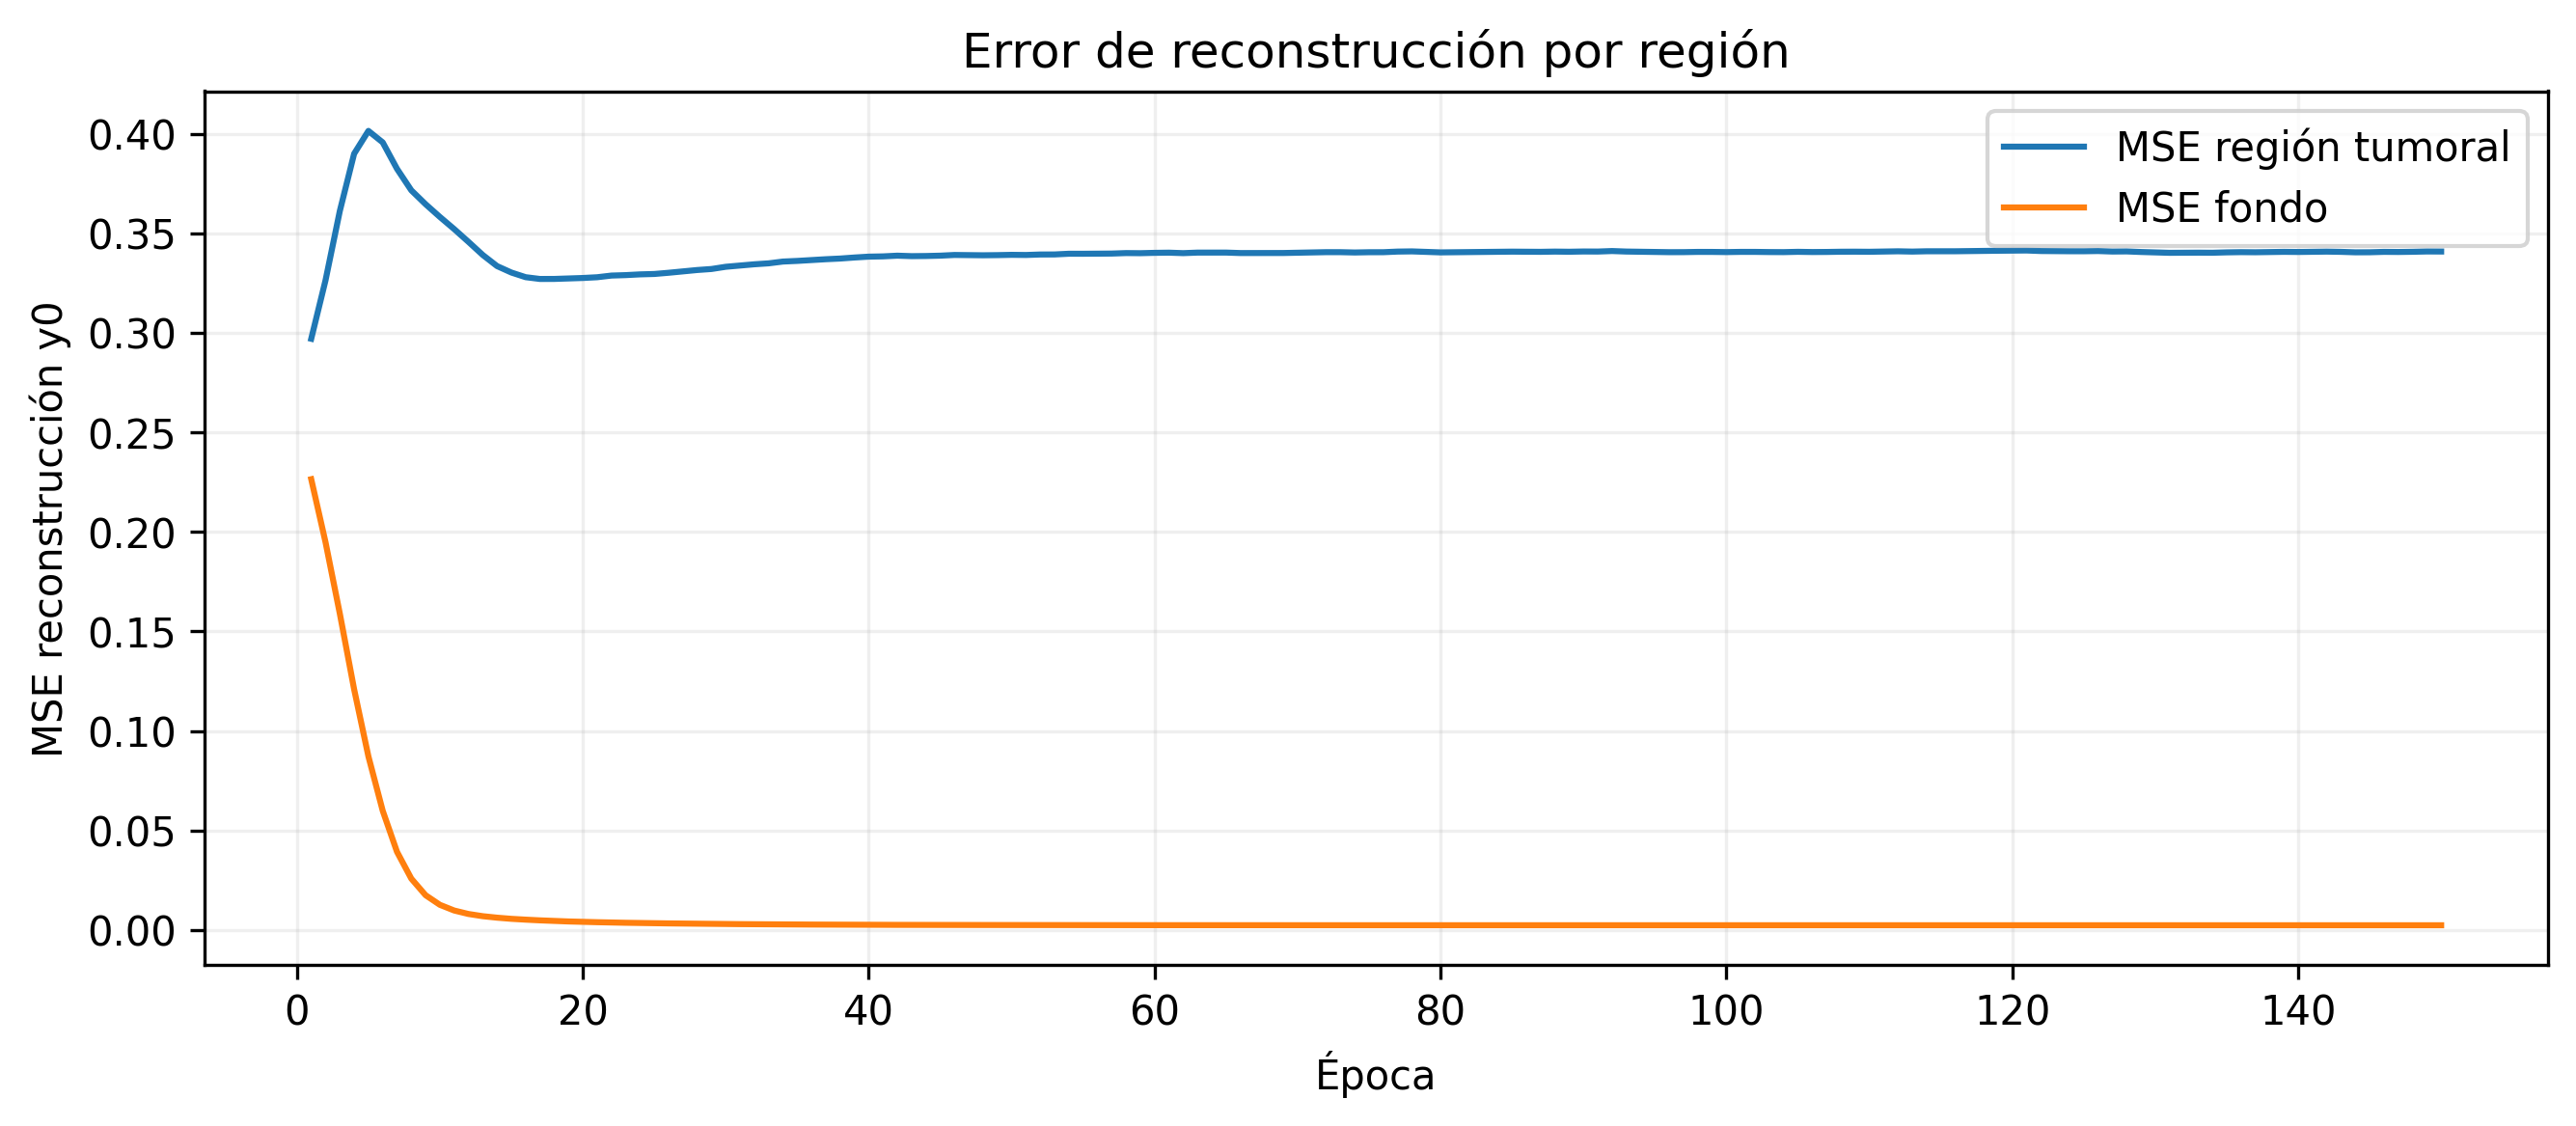 Error de reconstrucción por región
MSE región tumoral
MSE fondo
MSE reconstrucción y0
0.40
0.35
0.30
0.25
0.20
0.15
0.10
0.05
0.00
0 20 40 60 80 100 120 140
Época